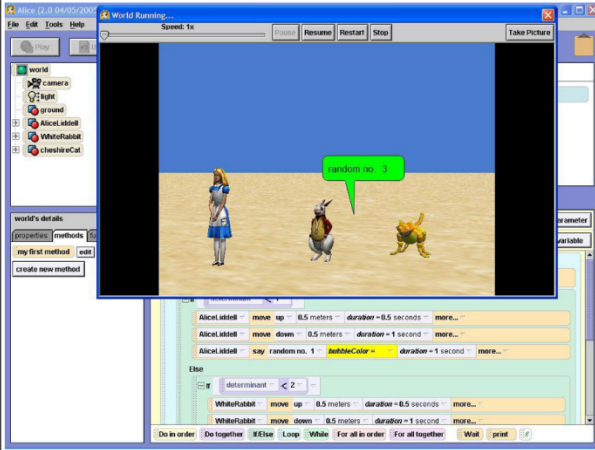 Alice (2.0 04/05/2005
World Running...
File Edit Tools Help
Speed: 1x
Pause Resume Restart Stop Take Picture
Play
world
camera
light
ground
AliceLiddell
WhiteRabbit
cheshireCat
random no. 3
world's details
properties methods fu
my first method edit
create new method
arameter
variable
If determinant < 1
AliceLiddell move up 0.5 meters duration = 0.5 seconds more...
AliceLiddell move down 0.5 meters duration = 1 second more...
AliceLiddell say random no. 1 bubbleColor = duration = 1 second more...
Else
If determinant < 2
WhiteRabbit move up 0.5 meters duration = 0.5 seconds more...
WhiteRabbit move down 0.5 meters duration = 1 second more...
Do in order Do together If/Else Loop While For all in order For all together Wait print //